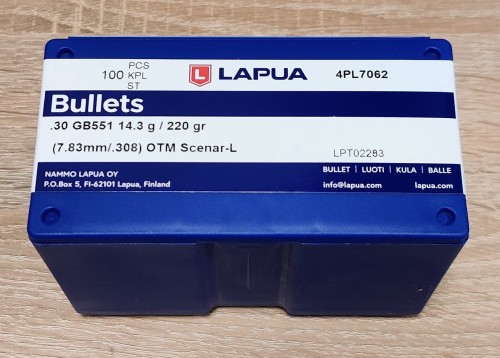 100 PCS KPL ST
LAPUA
4PL7062
Bullets
.30 GB551 14.3 g / 220 gr
(7.83mm/.308) OTM Scenar-L
LPT02283
NAMMO LAPUA OY
P.O.Box 5, FI-62101 Lapua, Finland
BULLET | LUOTI | KULA | BALLE
info@lapua.com
lapua.com